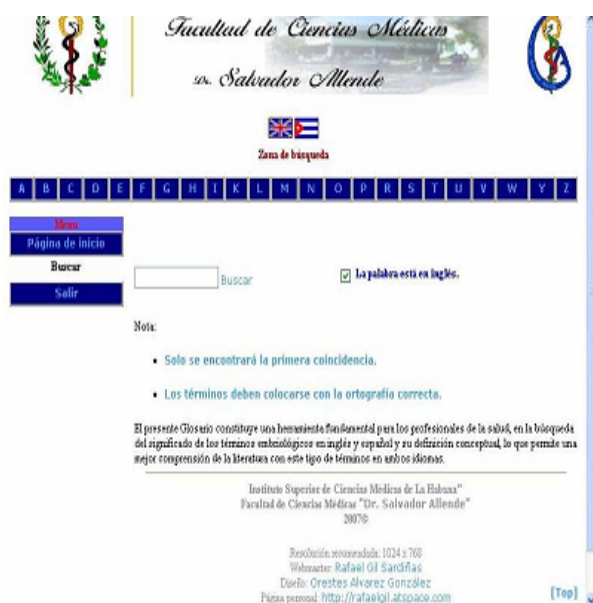 Facultad de Ciencias Médicas
Dr. Salvador Allende
Zona de búsqueda
A B C D E F G H I K L M N O P R S T U V W Y Z
Menu
Página de inicio
Buscar
Salir
Buscar
La palabra está en inglés.
Nota:
• Solo se encontrará la primera coincidencia.
• Los términos deben colocarse con la ortografía correcta.
El presente Glosario constituye una herramienta fundamental para los profesionales de la salud, en la búsqueda
del significado de los términos embriológicos en inglés y español y su definición conceptual, lo que permite una
mejor comprensión de la literatura con este tipo de términos en ambos idiomas.
Instituto Superior de Ciencias Médicas de La Habana"
Facultad de Ciencias Médicas "Dr. Salvador Allende"
2007©
Resolución recomendada: 1024 x 768
Webmaster: Rafael Gil Sardiñas
Diseño: Orestes Alvarez González
Página personal: http://rafaelgil.atspace.com
[Top]